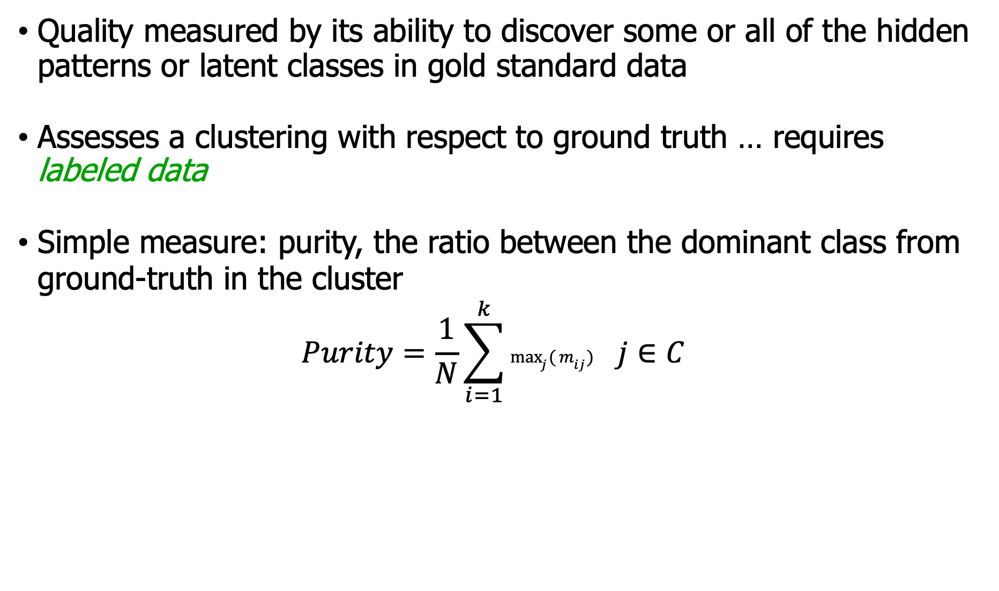 • Quality measured by its ability to discover some or all of the hidden
patterns or latent classes in gold standard data
• Assesses a clustering with respect to ground truth ... requires
labeled data
• Simple measure: purity, the ratio between the dominant class from
ground-truth in the cluster
Purity = \frac{1}{N} \sum_{i=1}^{k} max_j(m_{ij}) j ∈ C